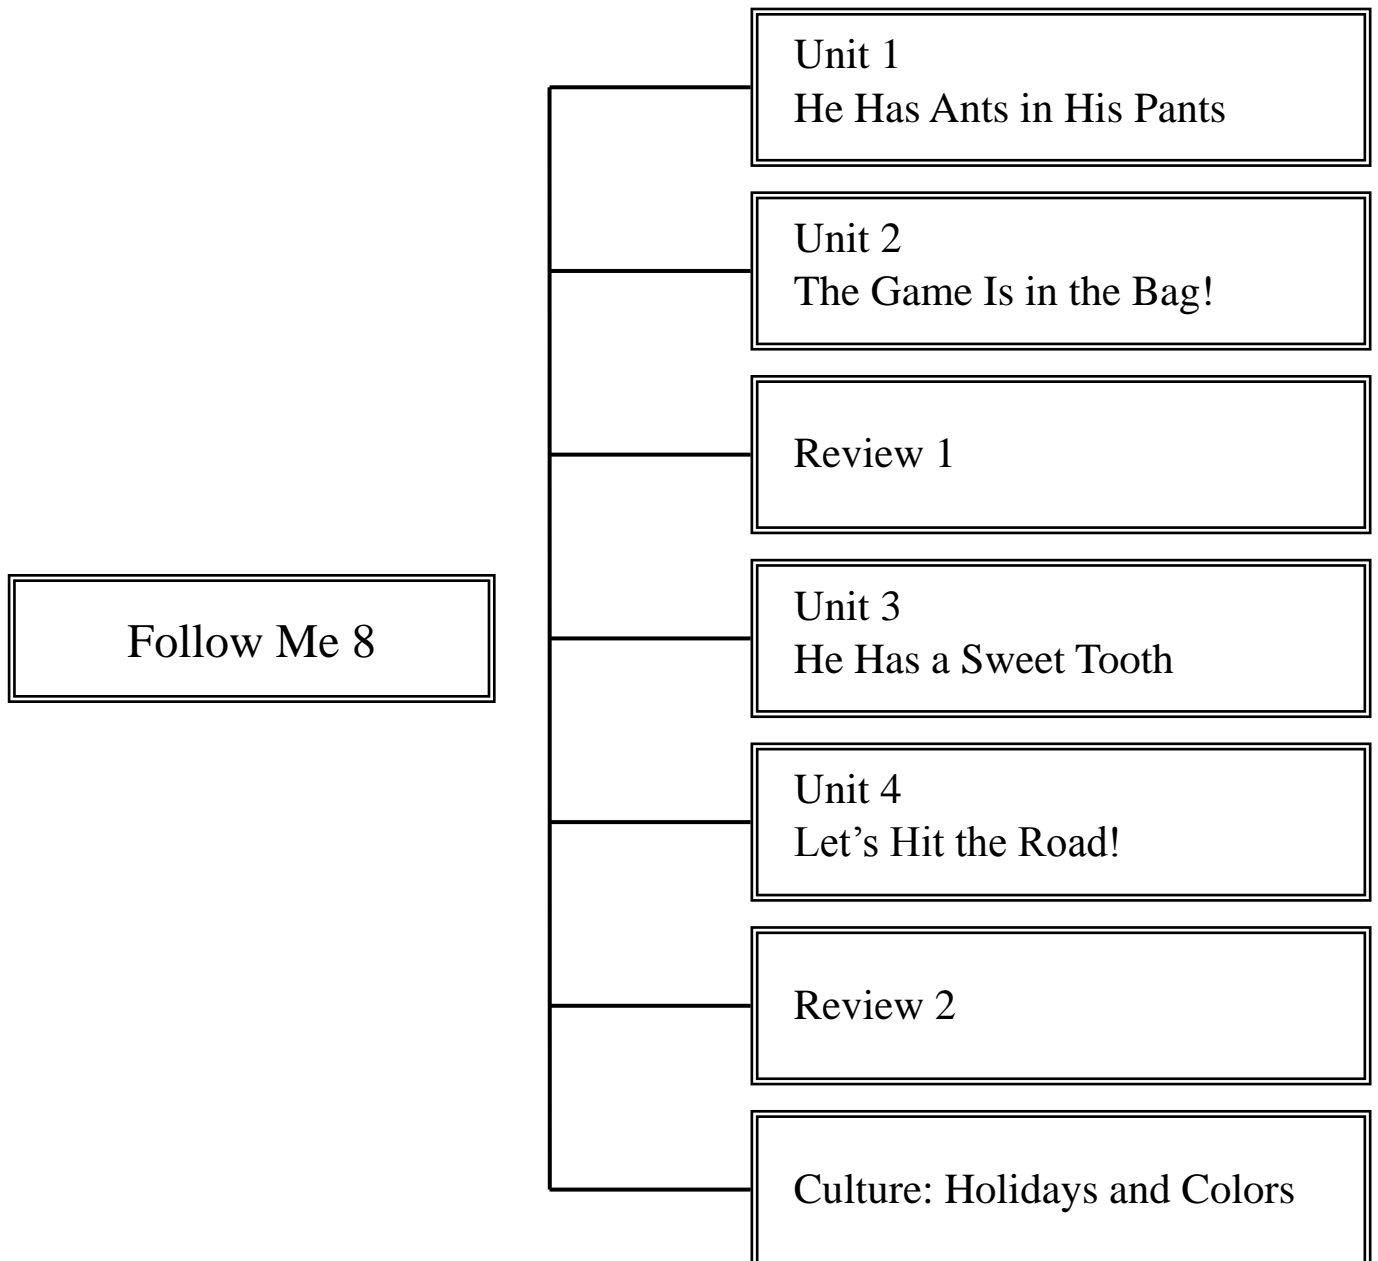 Follow Me 8
Unit 1
He Has Ants in His Pants
Unit 2
The Game Is in the Bag!
Review 1
Unit 3
He Has a Sweet Tooth
Unit 4
Let’s Hit the Road!
Review 2
Culture: Holidays and Colors